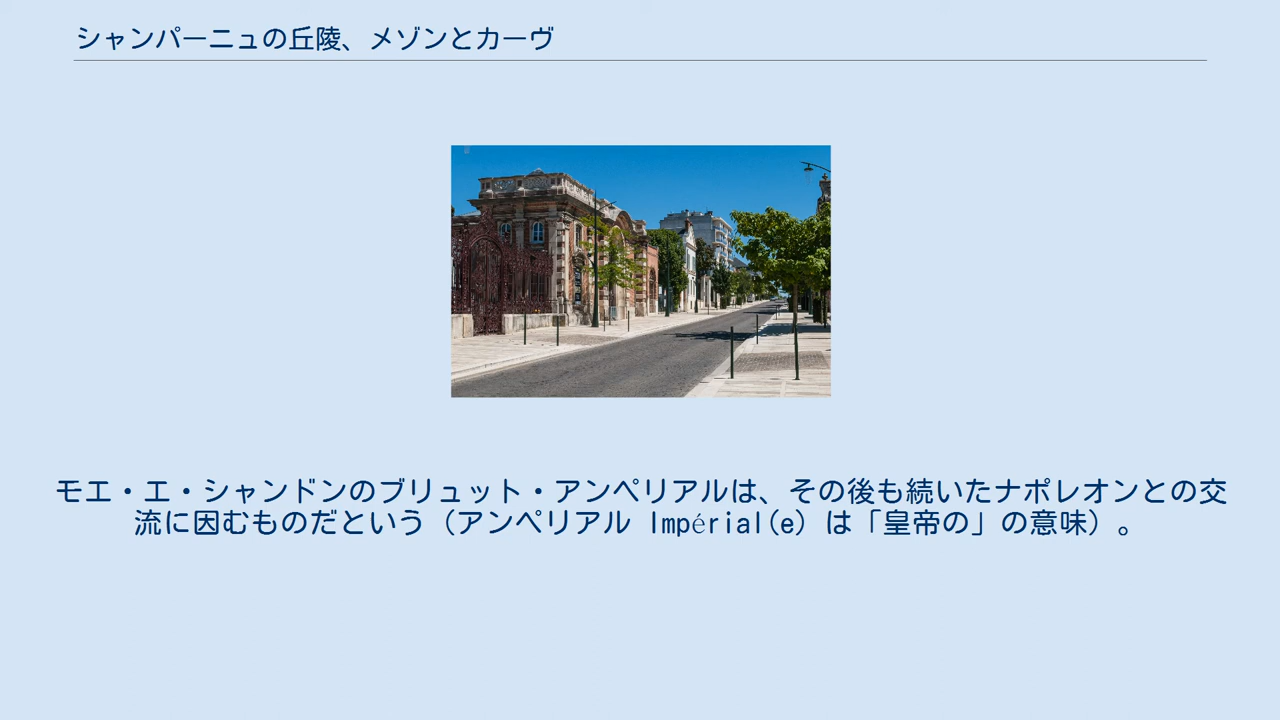 シャンパーニュの丘陵、メゾンとカーヴ
モエ・エ・シャンドンのブリュット・アンペリアルは、その後も続いたナポレオンとの交
流に因むものだという（アンペリアル Impérial(e) は「皇帝の」の意味）。